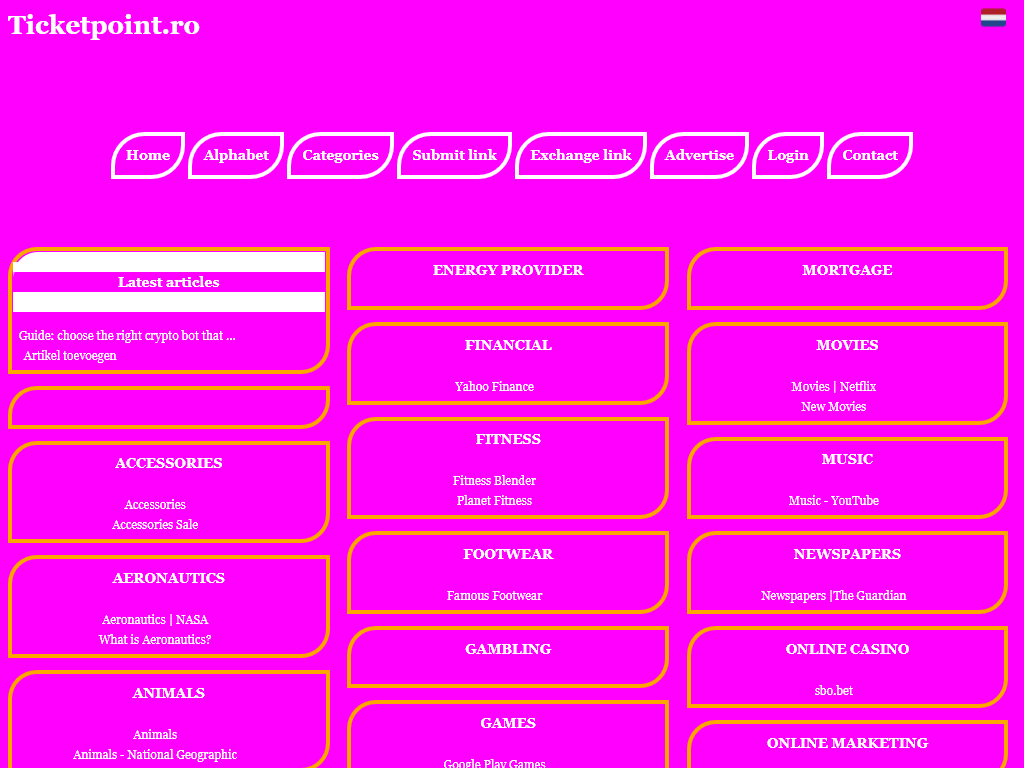 Ticketpoint.ro
Home
Alphabet
Categories
Submit link
Exchange link
Advertise
Login
Contact
Latest articles
Guide: choose the right crypto bot that ...
Artikel toevoegen
ACCESSORIES
Accessories
Accessories Sale
AERONAUTICS
Aeronautics | NASA
What is Aeronautics?
ANIMALS
Animals
Animals - National Geographic
ENERGY PROVIDER
FINANCIAL
Yahoo Finance
FITNESS
Fitness Blender
Planet Fitness
FOOTWEAR
Famous Footwear
GAMBLING
GAMES
Google Play Games
MORTGAGE
MOVIES
Movies | Netflix
New Movies
MUSIC
Music - YouTube
NEWSPAPERS
Newspapers |The Guardian
ONLINE CASINO
sbo.bet
ONLINE MARKETING